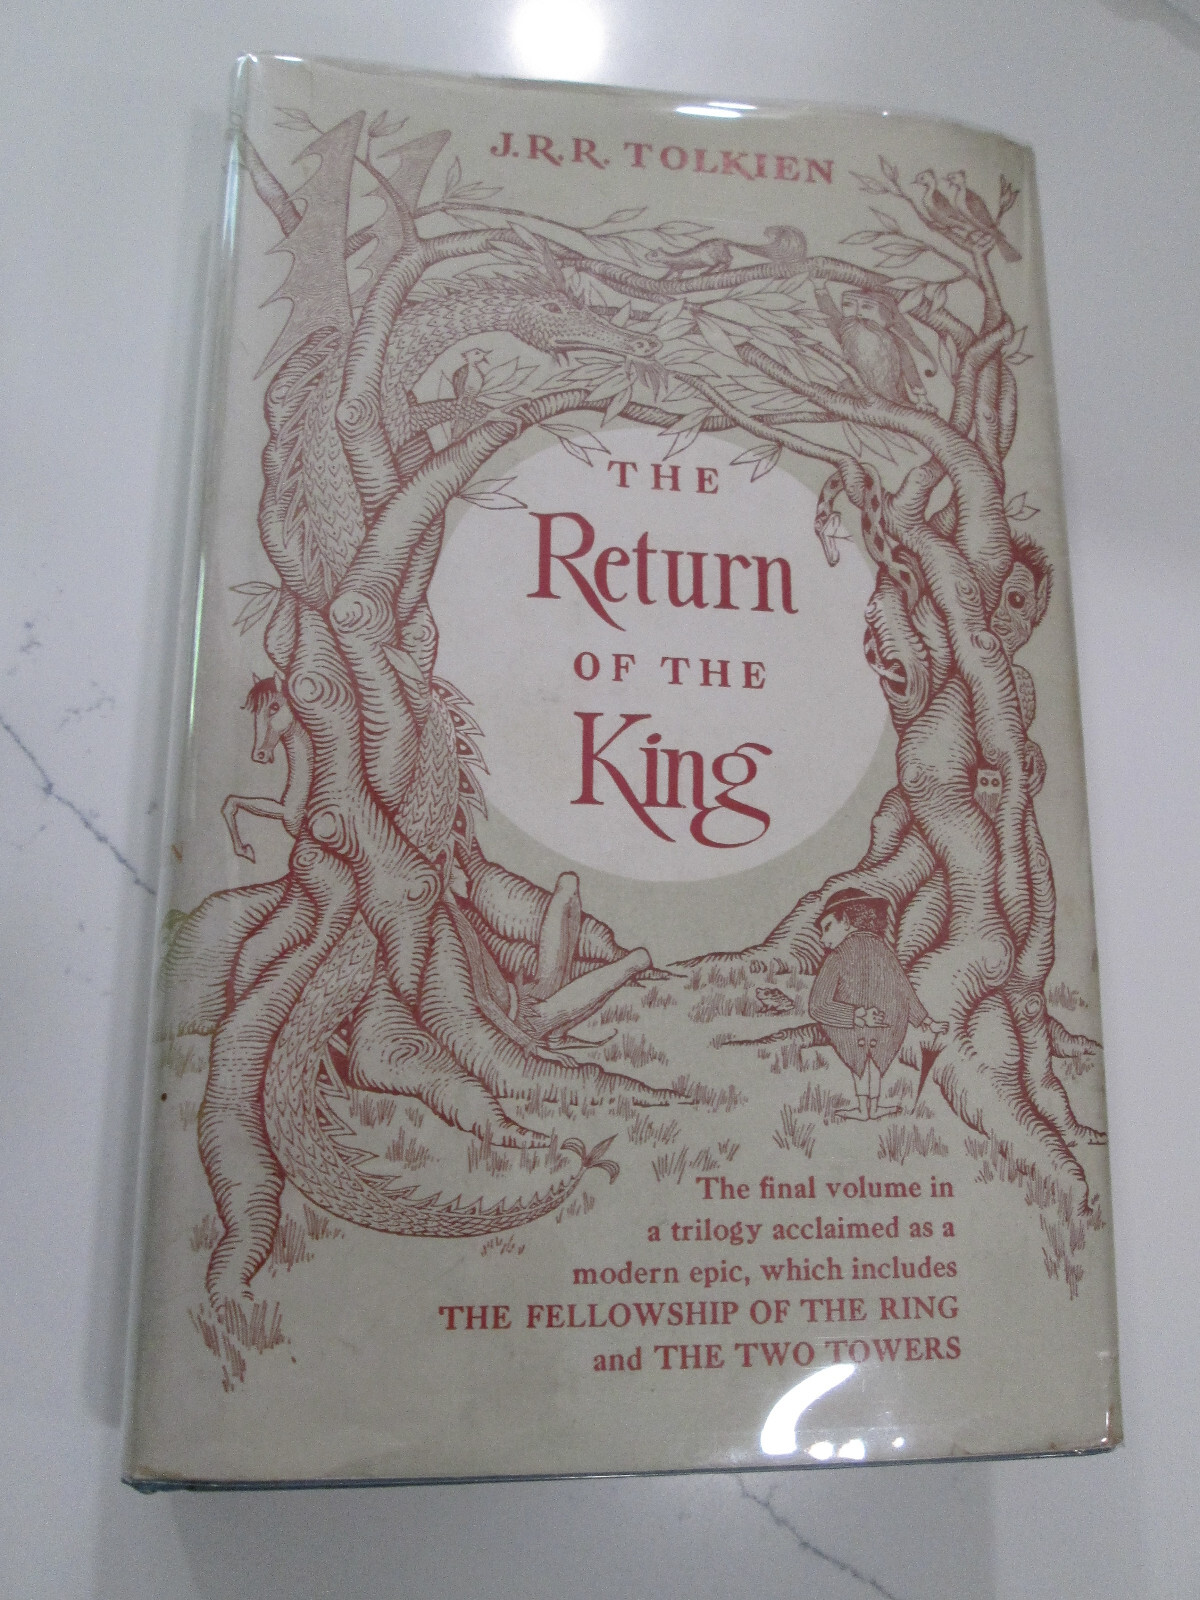 J.R.R. TOLKIEN
THE
Return
OF THE
King
The final volume in
a trilogy acclaimed as a
modern epic, which includes
THE FELLOWSHIP OF THE RING
and THE TWO TOWERS